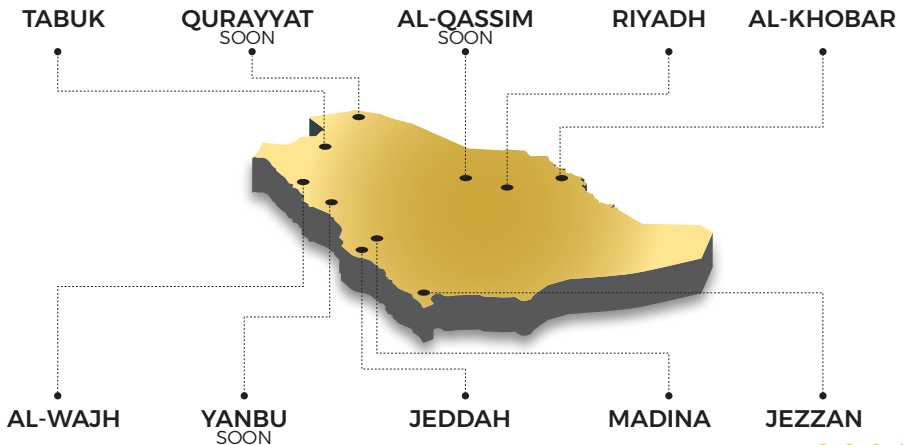 TABUK
QURAYYAT
SOON
AL-QASSIM
SOON
RIYADH
AL-KHOBAR
AL-WAJH
YANBU
SOON
JEDDAH
MADINA
JEZZAN